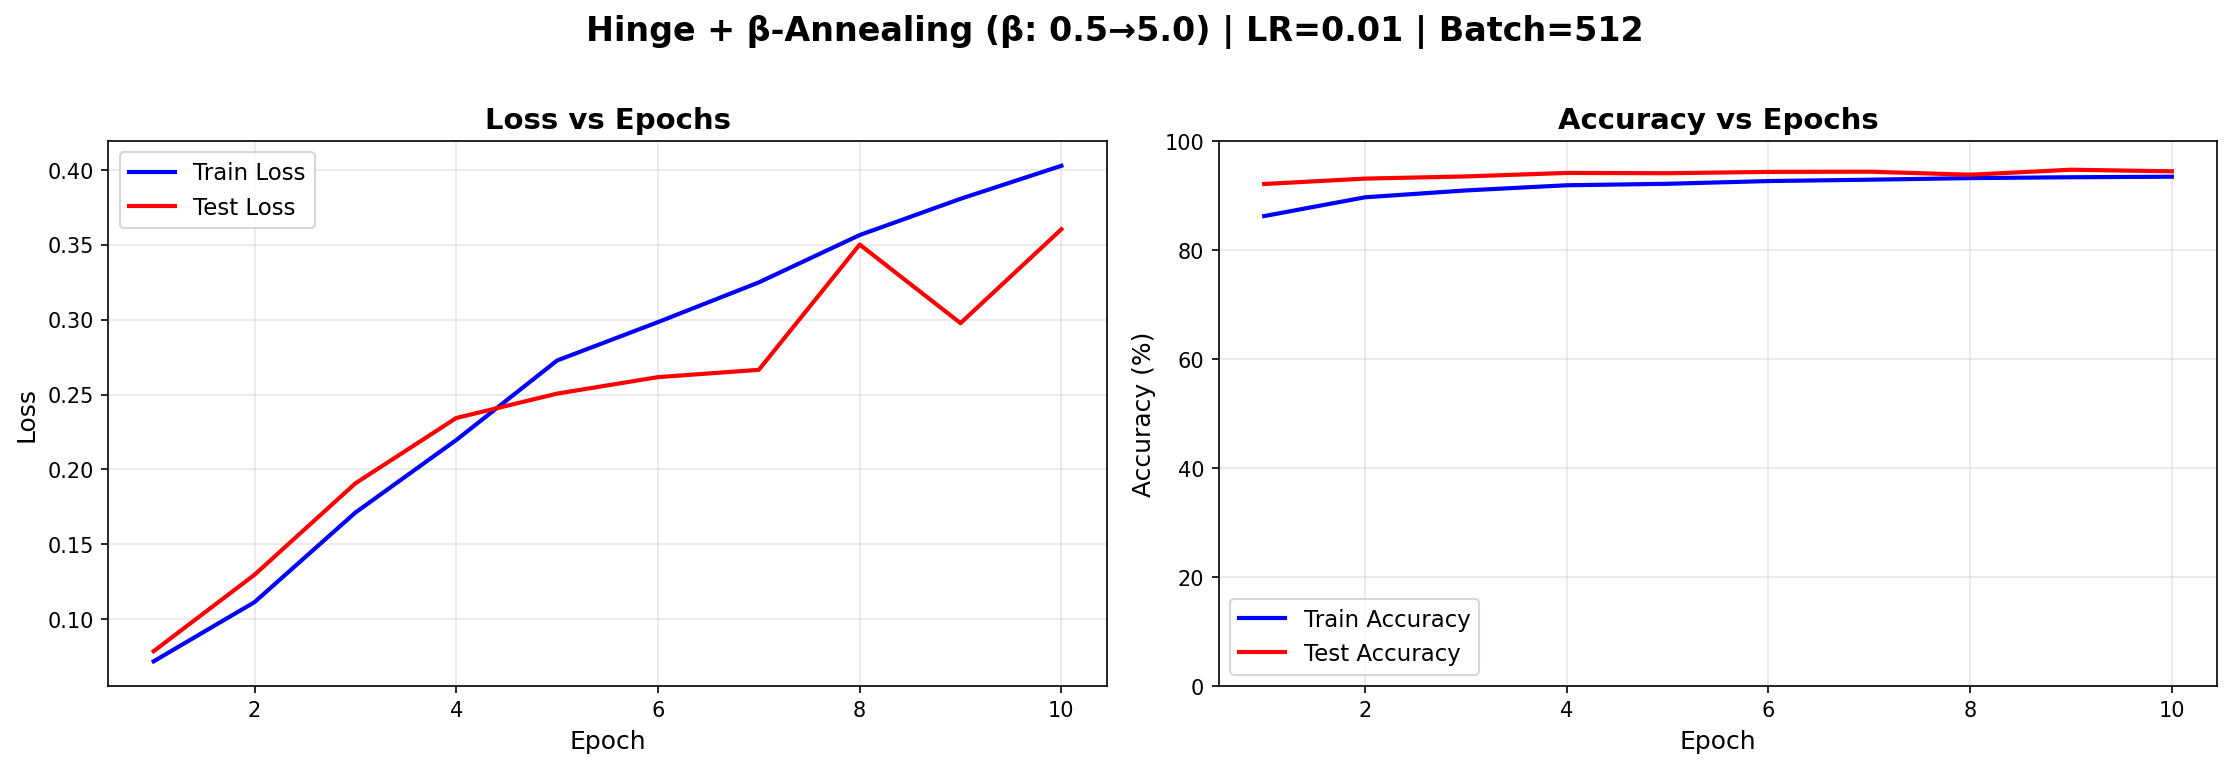 Hinge + β-Annealing (β: 0.5→5.0) | LR=0.01 | Batch=512
Loss vs Epochs
Train Loss
Test Loss
0.40
0.35
0.30
0.25
0.20
0.15
0.10
Loss
2
4
6
8
10
Epoch
Accuracy vs Epochs
100
80
60
40
20
0
Accuracy (%)
Train Accuracy
Test Accuracy
2
4
6
8
10
Epoch